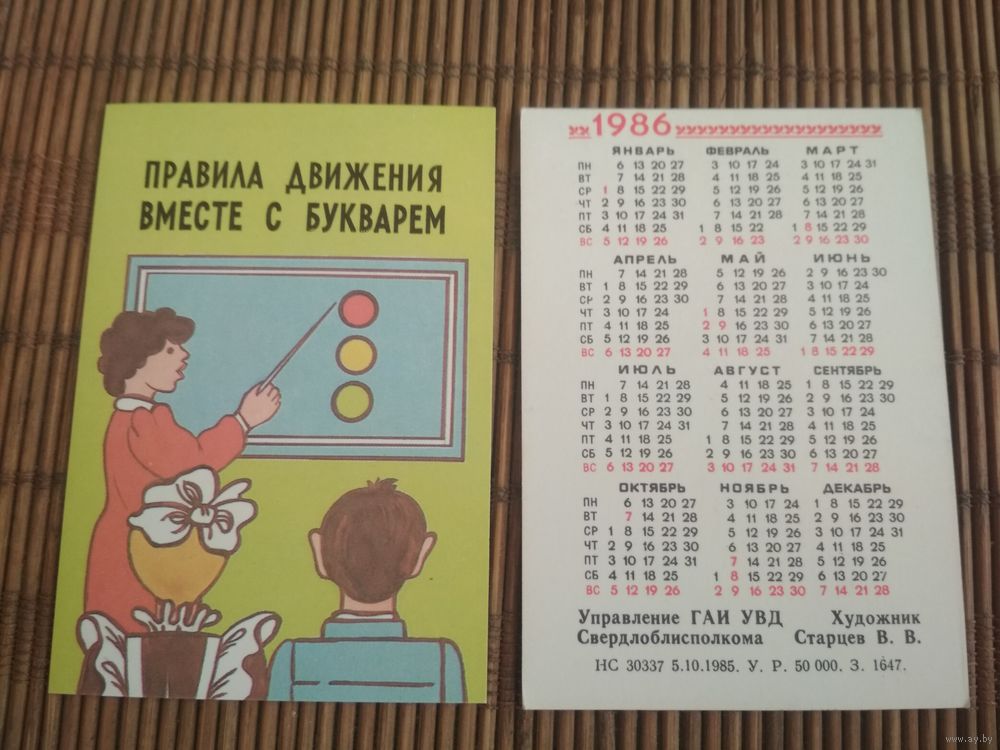 ПРАВИЛА ДВИЖЕНИЯ
ВМЕСТЕ С БУКВАРЕМ
1986
ЯНВАРЬ ФЕВРАЛЬ МАРТ
ПН 6 13 20 27 3 10 17 24 3 10 17 24 31
ВТ 7 14 21 28 4 11 18 25 4 11 18 25
СР 1 8 15 22 29 5 12 19 26 5 12 19 26
ЧТ 2 9 16 23 30 6 13 20 27 6 13 20 27
ПТ 3 10 17 24 31 7 14 21 28 7 14 21 28
СБ 4 11 18 25 1 8 15 22 1 8 15 22 29
ВС 5 12 19 26 2 9 16 23 2 9 16 23 30
АПРЕЛЬ МАЙ ИЮНЬ
ПН 7 14 21 28 5 12 19 26 2 9 16 23 30
ВТ 1 8 15 22 29 6 13 20 27 3 10 17 24
СР 2 9 16 23 30 7 14 21 28 4 11 18 25
ЧТ 3 10 17 24 1 8 15 22 29 5 12 19 26
ПТ 4 11 18 25 2 9 16 23 30 6 13 20 27
СБ 5 12 19 26 3 10 17 24 31 7 14 21 28
ВС 6 13 20 27 4 11 18 25 1 8 15 22 29
ИЮЛЬ АВГУСТ СЕНТЯБРЬ
ПН 7 14 21 28 4 11 18 25 1 8 15 22 29
ВТ 1 8 15 22 29 5 12 19 26 2 9 16 23 30
СР 2 9 16 23 30 6 13 20 27 3 10 17 24
ЧТ 3 10 17 24 31 7 14 21 28 4 11 18 25
ПТ 4 11 18 25 1 8 15 22 29 5 12 19 26
СБ 5 12 19 26 2 9 16 23 30 6 13 20 27
ВС 6 13 20 27 3 10 17 24 31 7 14 21 28
ОКТЯБРЬ НОЯБРЬ ДЕКАБРЬ
ПН 6 13 20 27 3 10 17 24 1 8 15 22 29
ВТ 7 14 21 28 4 11 18 25 2 9 16 23 30
СР 1 8 15 22 29 5 12 19 26 3 10 17 24 31
ЧТ 2 9 16 23 30 6 13 20 27 4 11 18 25
ПТ 3 10 17 24 31 7 14 21 28 5 12 19 26
СБ 4 11 18 25 1 8 15 22 29 6 13 20 27
ВС 5 12 19 26 2 9 16 23 30 7 14 21 28
Управление ГАИ УВД Художник
Свердлоблисполкома Старцев В. В.
НС 30337 5.10.1985. У. Р. 50 000. З. 1647.
www.ay.by